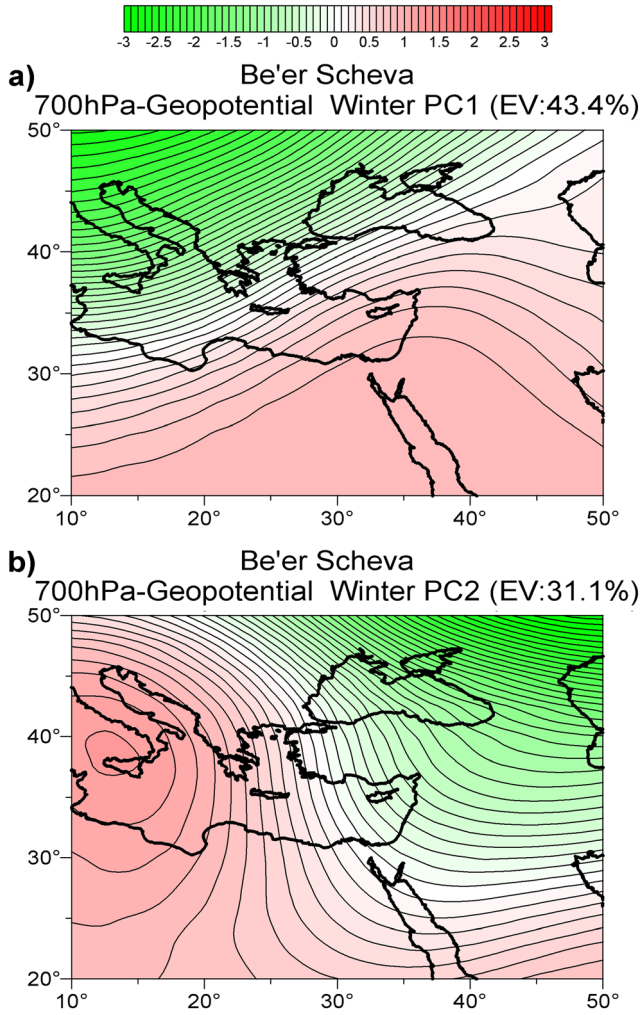 -3 -2.5 -2 -1.5 -1 -0.5 0 0.5 1 1.5 2 2.5 3
a) Be'er Scheva
700hPa-Geopotential Winter PC1 (EV:43.4%)
50°
40°
30°
20°
10° 20° 30° 40° 50°
b) Be'er Scheva
700hPa-Geopotential Winter PC2 (EV:31.1%)
50°
40°
30°
20°
10° 20° 30° 40° 50°